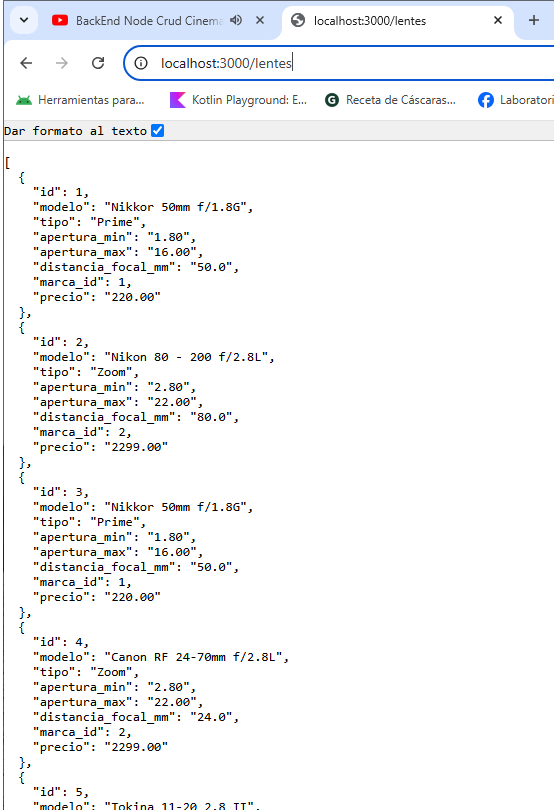 BackEnd Node Crud Cinema
localhost:3000/lentes
localhost:3000/lentes
Herramientas para...
Kotlin Playground: E...
Receta de Cáscaras...
Laboratori
Dar formato al texto
[
  {
    "id": 1,
    "modelo": "Nikkor 50mm f/1.8G",
    "tipo": "Prime",
    "apertura_min": "1.80",
    "apertura_max": "16.00",
    "distancia_focal_mm": "50.0",
    "marca_id": 1,
    "precio": "220.00"
  },
  {
    "id": 2,
    "modelo": "Nikon 80 - 200 f/2.8L",
    "tipo": "Zoom",
    "apertura_min": "2.80",
    "apertura_max": "22.00",
    "distancia_focal_mm": "80.0",
    "marca_id": 2,
    "precio": "2299.00"
  },
  {
    "id": 3,
    "modelo": "Nikkor 50mm f/1.8G",
    "tipo": "Prime",
    "apertura_min": "1.80",
    "apertura_max": "16.00",
    "distancia_focal_mm": "50.0",
    "marca_id": 1,
    "precio": "220.00"
  },
  {
    "id": 4,
    "modelo": "Canon RF 24-70mm f/2.8L",
    "tipo": "Zoom",
    "apertura_min": "2.80",
    "apertura_max": "22.00",
    "distancia_focal_mm": "24.0",
    "marca_id": 2,
    "precio": "2299.00"
  },
  {
    "id": 5,
    "modelo": "Tokina 11-20 2.8 II",